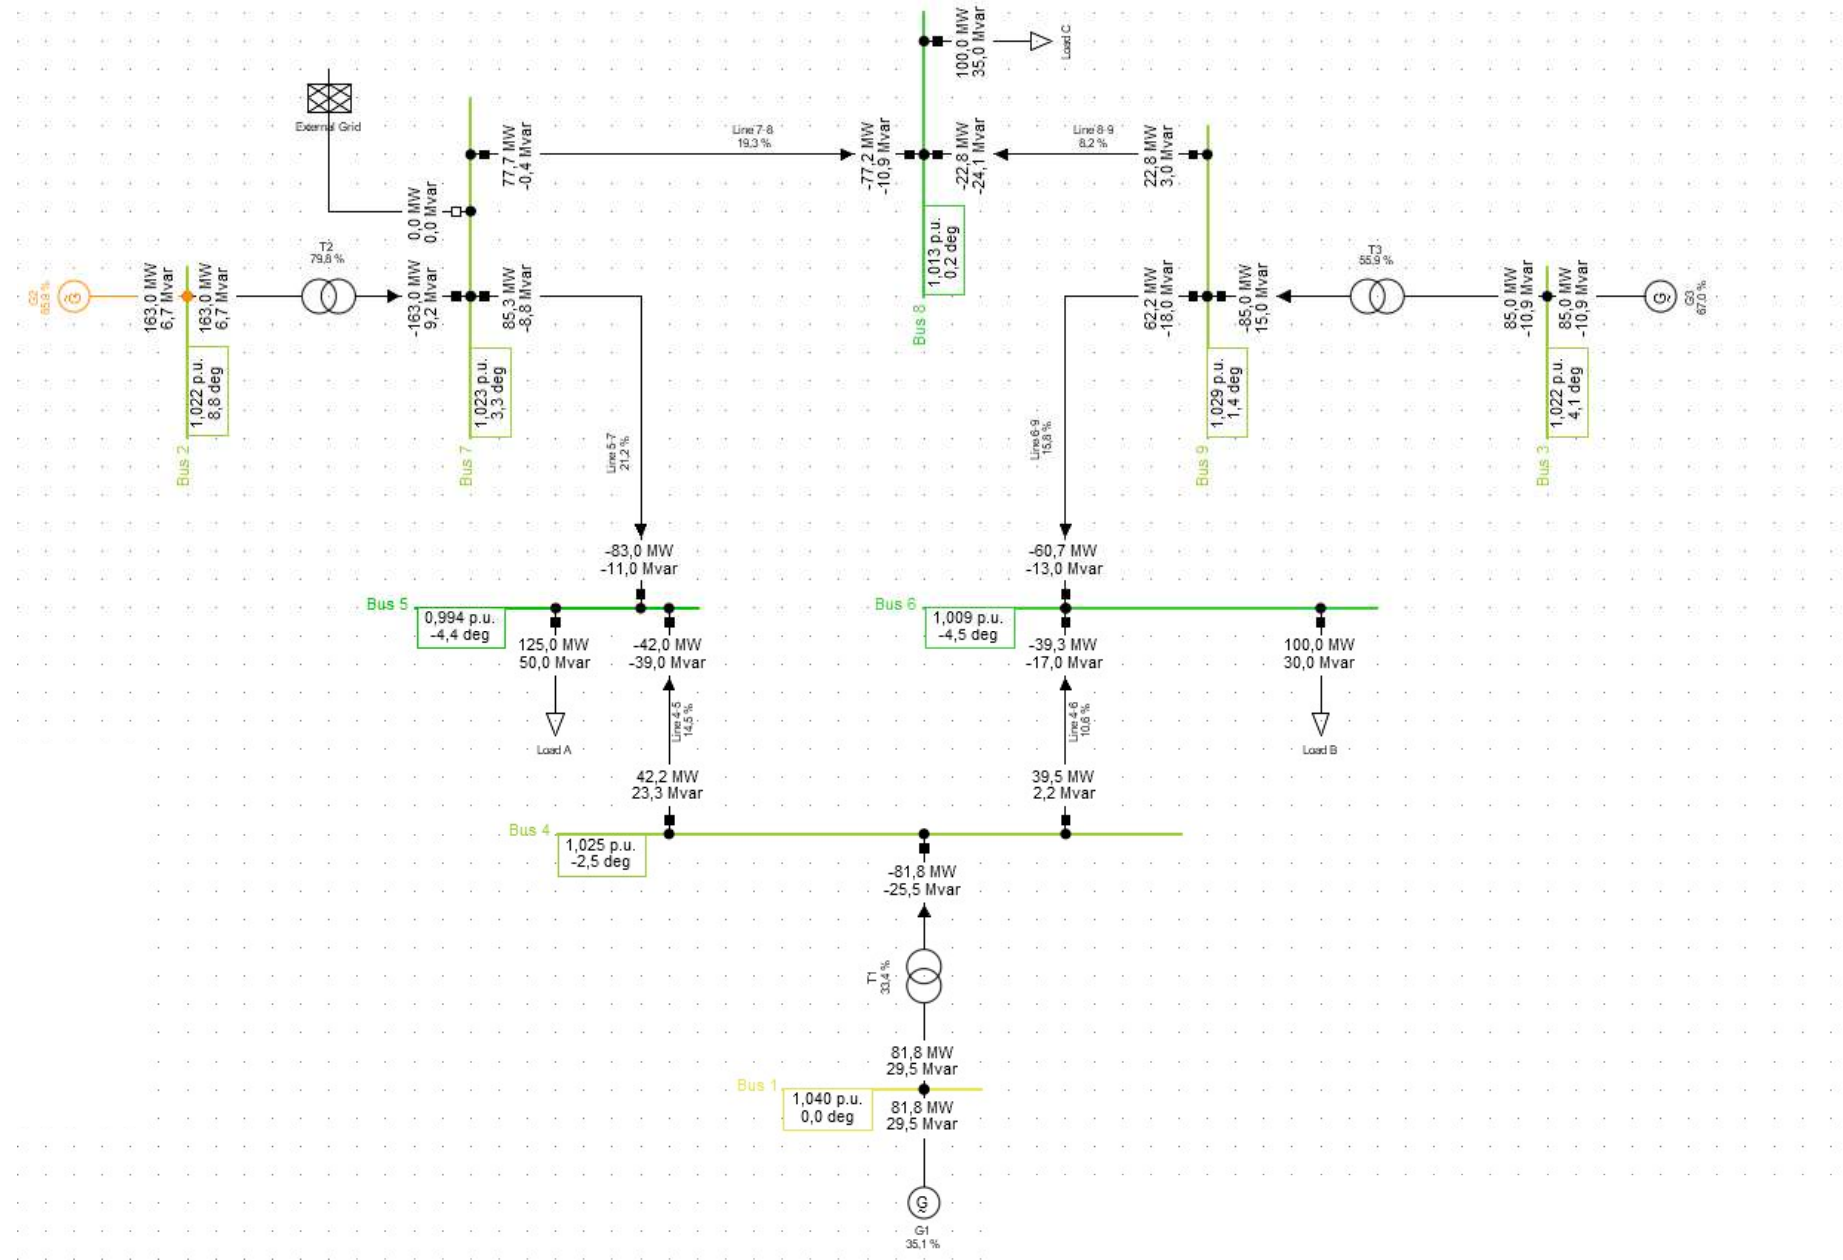 100,0 MW
35,0 Mvar
Load C
External Grid
77,7 MW
-0,4 Mvar
Line 7-8
19,3 %
-77,2 MW
-10,9 Mvar
-22,8 MW
-24,1 Mvar
Line 8-9
8,2 %
22,8 MW
3,0 Mvar
0,0 MW
0,0 Mvar
1,013 p.u.
0,2 deg
Bus 8
G2
163,0 MW
6,7 Mvar
163,0 MW
6,7 Mvar
T2
79,8 %
-163,0 MW
9,2 Mvar
85,3 MW
-8,8 Mvar
62,2 MW
-18,0 Mvar
-85,0 MW
15,0 Mvar
T3
55,9 %
85,0 MW
-10,9 Mvar
85,0 MW
-10,9 Mvar
G
G3
67,0 %
1,022 p.u.
8,8 deg
Bus 2
1,023 p.u.
3,3 deg
Bus 7
1,029 p.u.
1,4 deg
Bus 9
1,022 p.u.
4,1 deg
Bus 3
Line 5-7
21,2 %
Line 6-9
15,8 %
-83,0 MW
-11,0 Mvar
-60,7 MW
-13,0 Mvar
Bus 5
0,994 p.u.
-4,4 deg
125,0 MW
50,0 Mvar
-42,0 MW
-39,0 Mvar
Bus 6
1,009 p.u.
-4,5 deg
-39,3 MW
-17,0 Mvar
100,0 MW
30,0 Mvar
Load A
Line 4-5
14,5 %
Line 4-6
10,6 %
Load B
42,2 MW
23,3 Mvar
39,5 MW
2,2 Mvar
Bus 4
1,025 p.u.
-2,5 deg
-81,8 MW
-25,5 Mvar
T1
33,4 %
81,8 MW
29,5 Mvar
Bus 1
1,040 p.u.
0,0 deg
81,8 MW
29,5 Mvar
G
G1
35,1 %